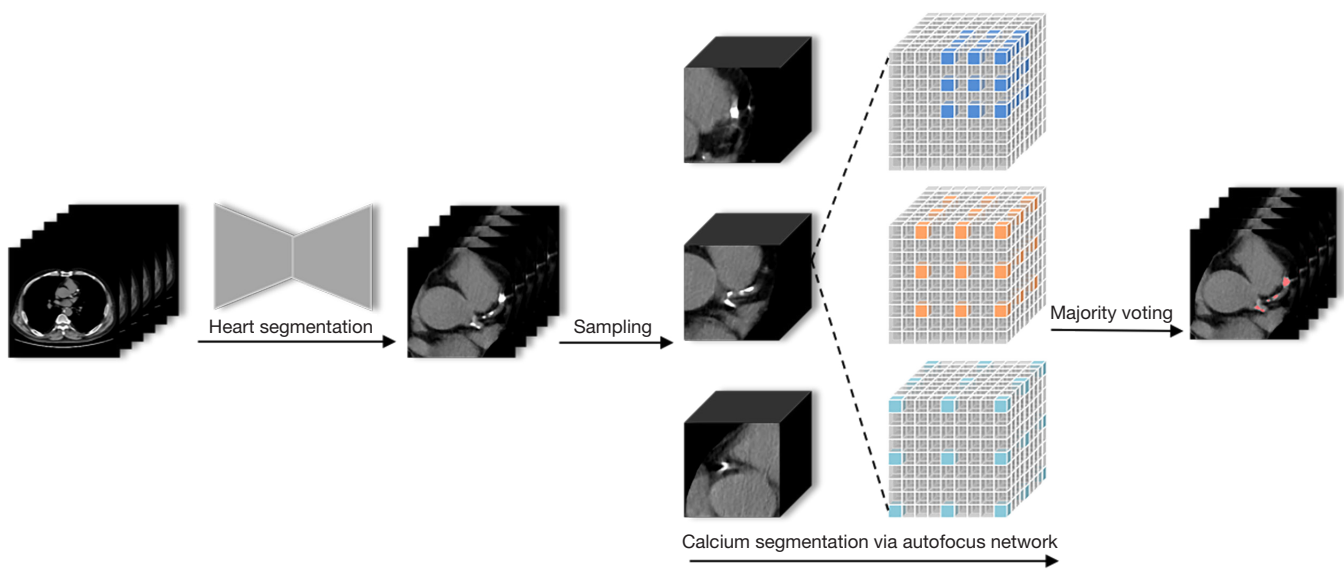 Heart segmentation
Sampling
Majority voting
Calcium segmentation via autofocus network